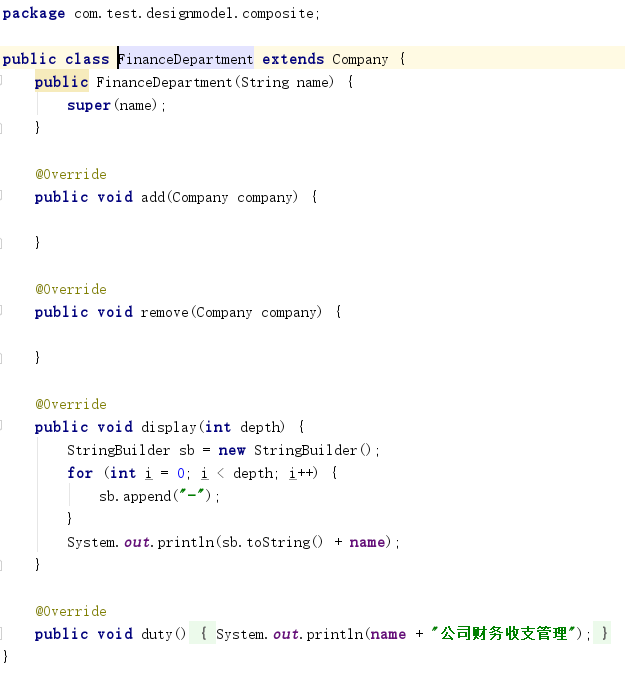 package com.test.designmodel.composite;
public class FinanceDepartment extends Company {
public FinanceDepartment(String name) {
super(name);
}
@Override
public void add(Company company) {
}
@Override
public void remove(Company company) {
}
@Override
public void display(int depth) {
StringBuilder sb = new StringBuilder();
for (int i = 0; i < depth; i++) {
sb.append("-");
}
System.out.println(sb.toString() + name);
}
@Override
public void duty() { System.out.println(name + "公司财务收支管理"); }
}